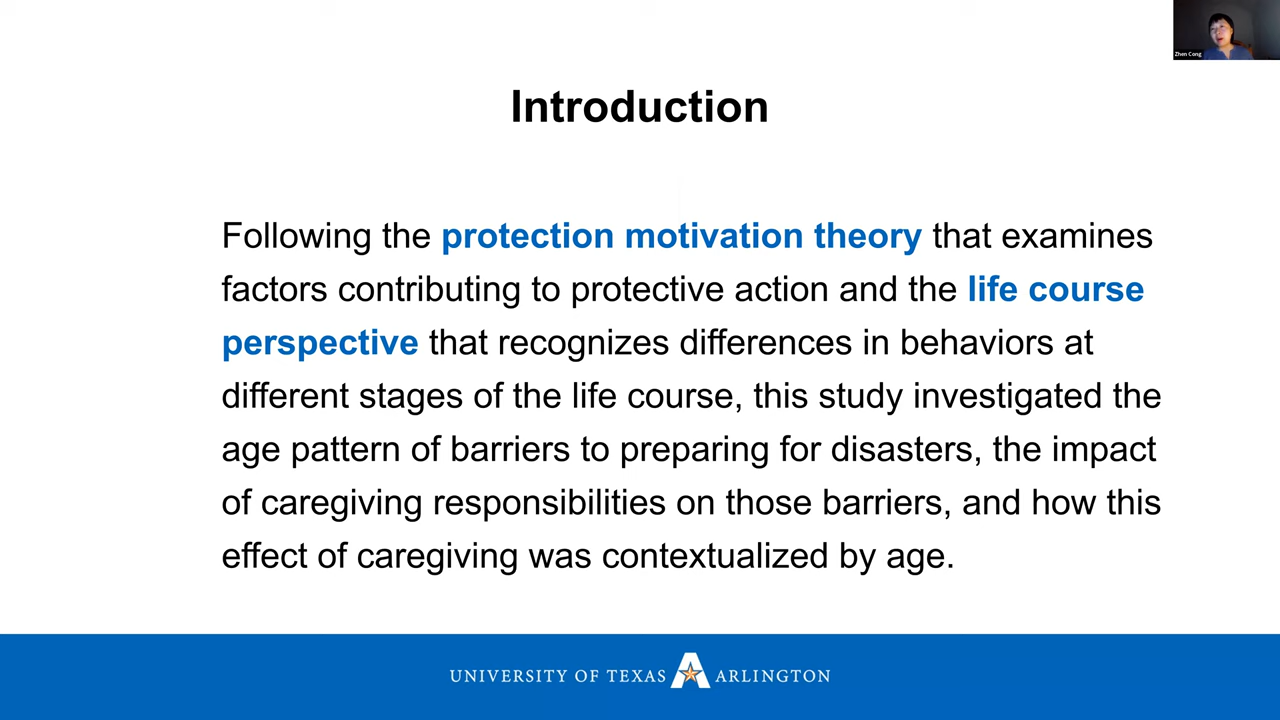 Zhen Cong
Introduction
Following the protection motivation theory that examines
factors contributing to protective action and the life course
perspective that recognizes differences in behaviors at
different stages of the life course, this study investigated the
age pattern of barriers to preparing for disasters, the impact
of caregiving responsibilities on those barriers, and how this
effect of caregiving was contextualized by age.
UNIVERSITY OF TEXAS A ARLINGTON